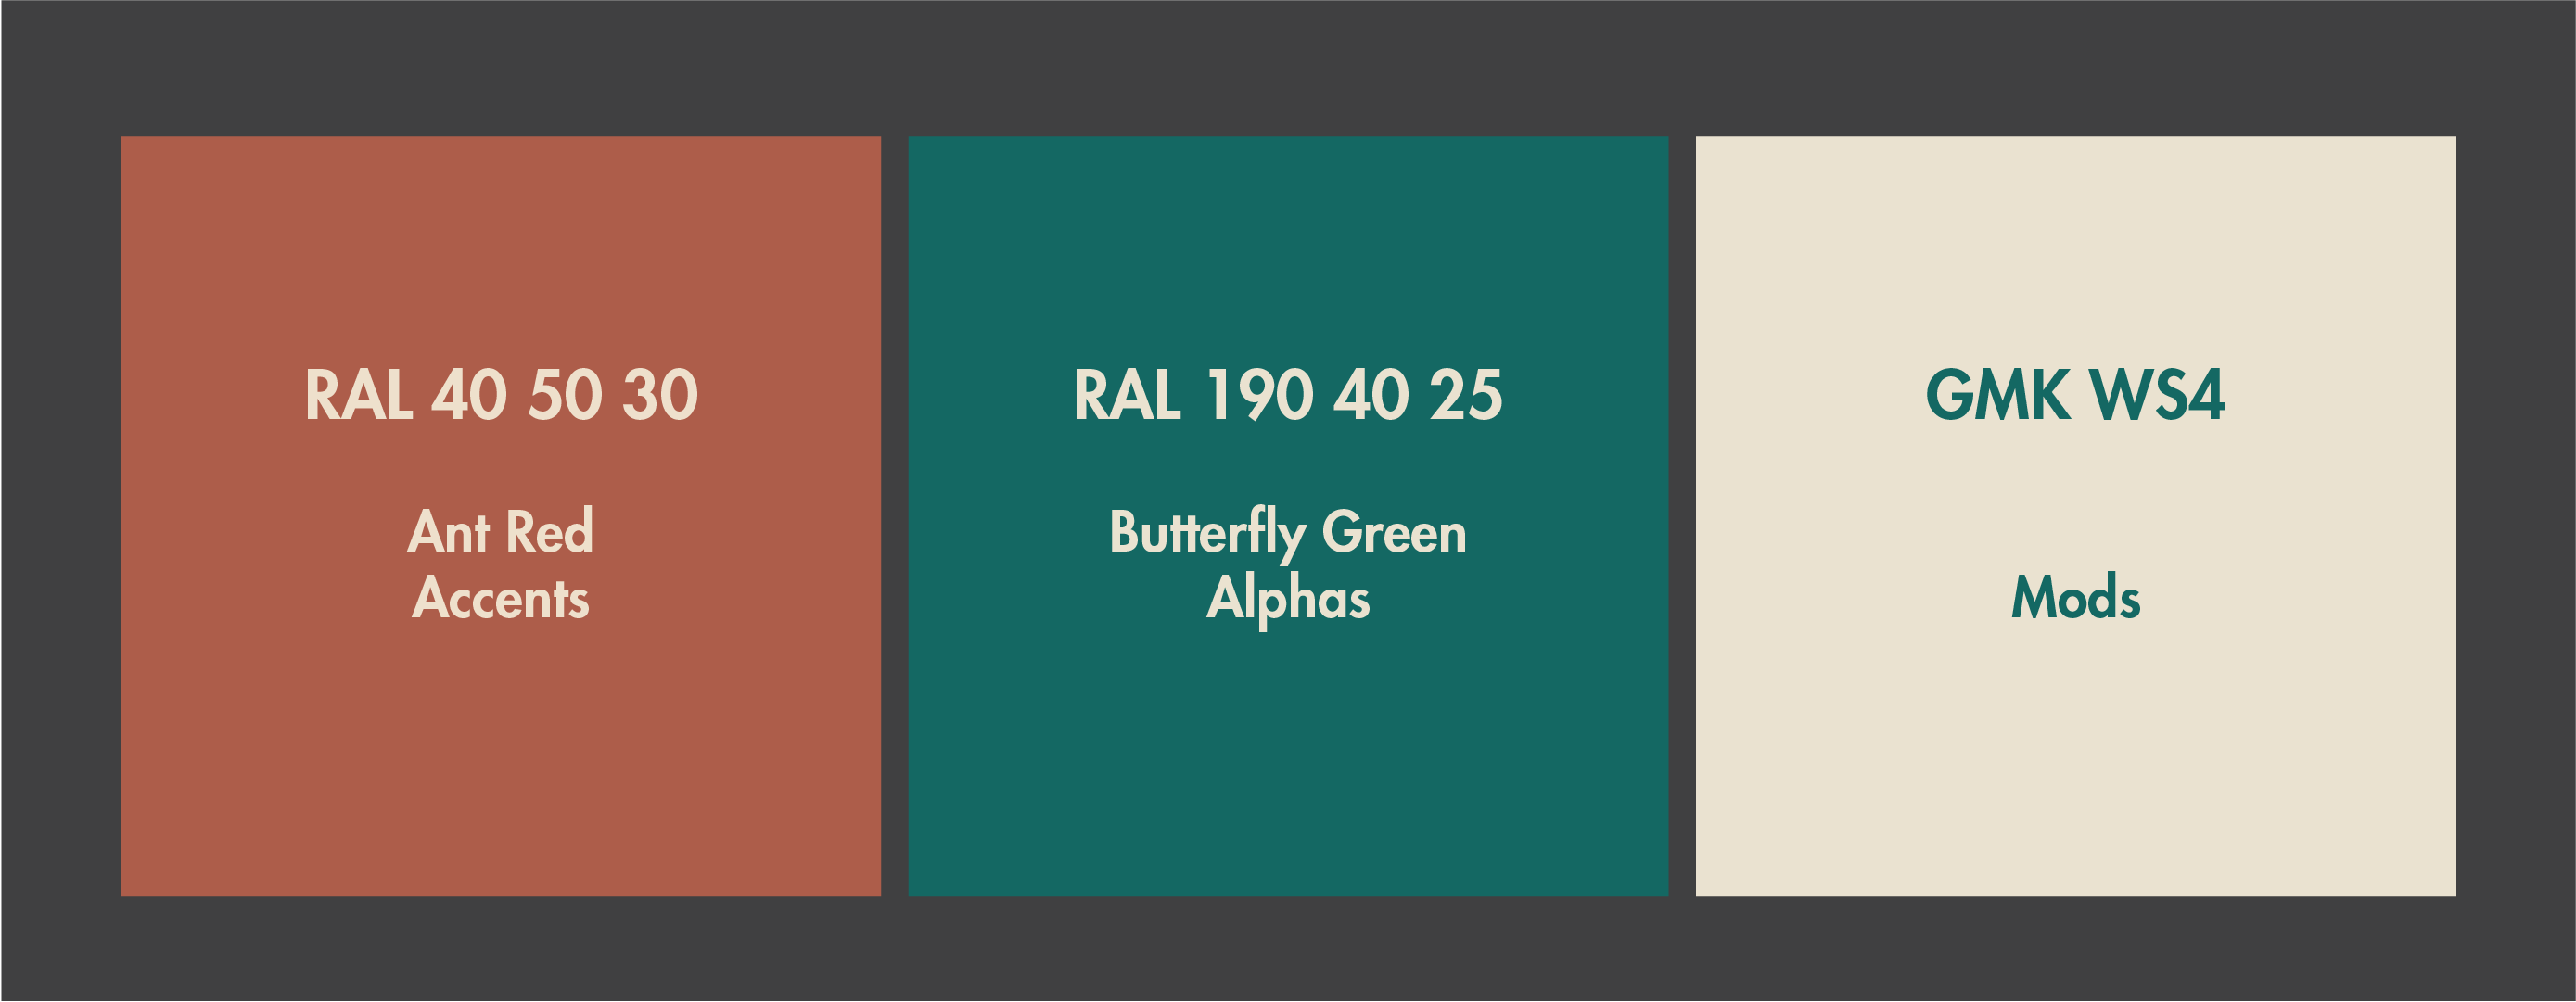 RAL 40 50 30
Ant Red
Accents
RAL 190 40 25
Butterfly Green
Alphas
GMK WS4
Mods